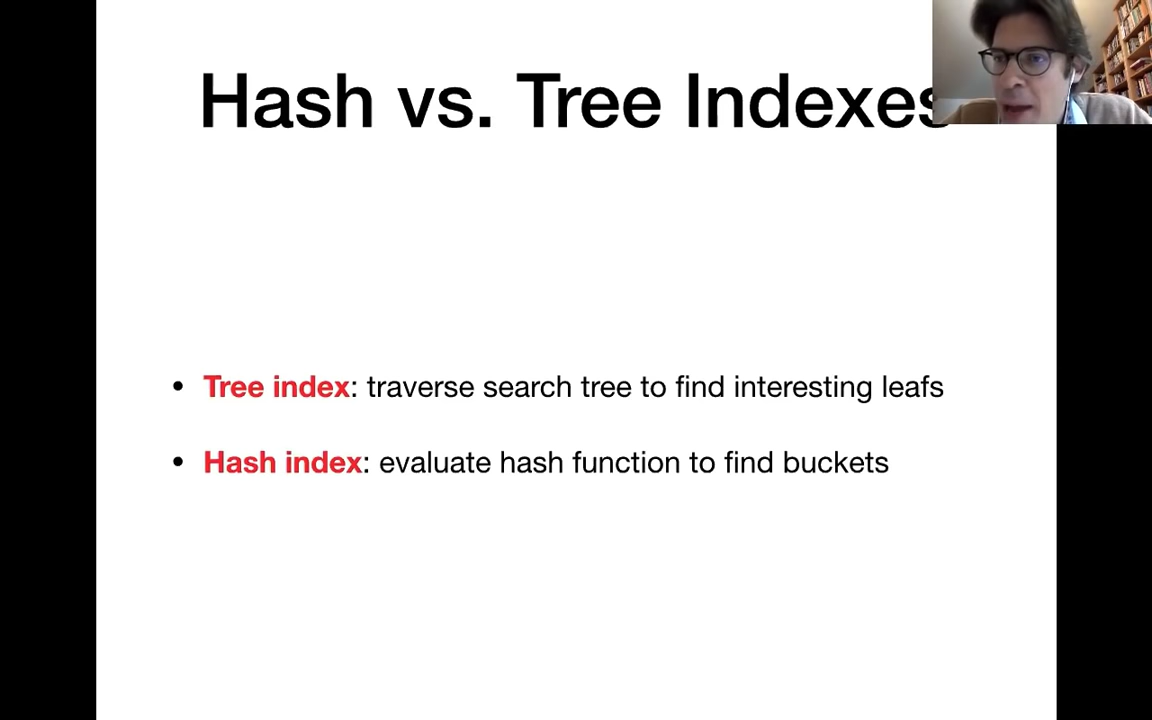 Hash vs. Tree Indexes
• Tree index: traverse search tree to find interesting leafs
• Hash index: evaluate hash function to find buckets